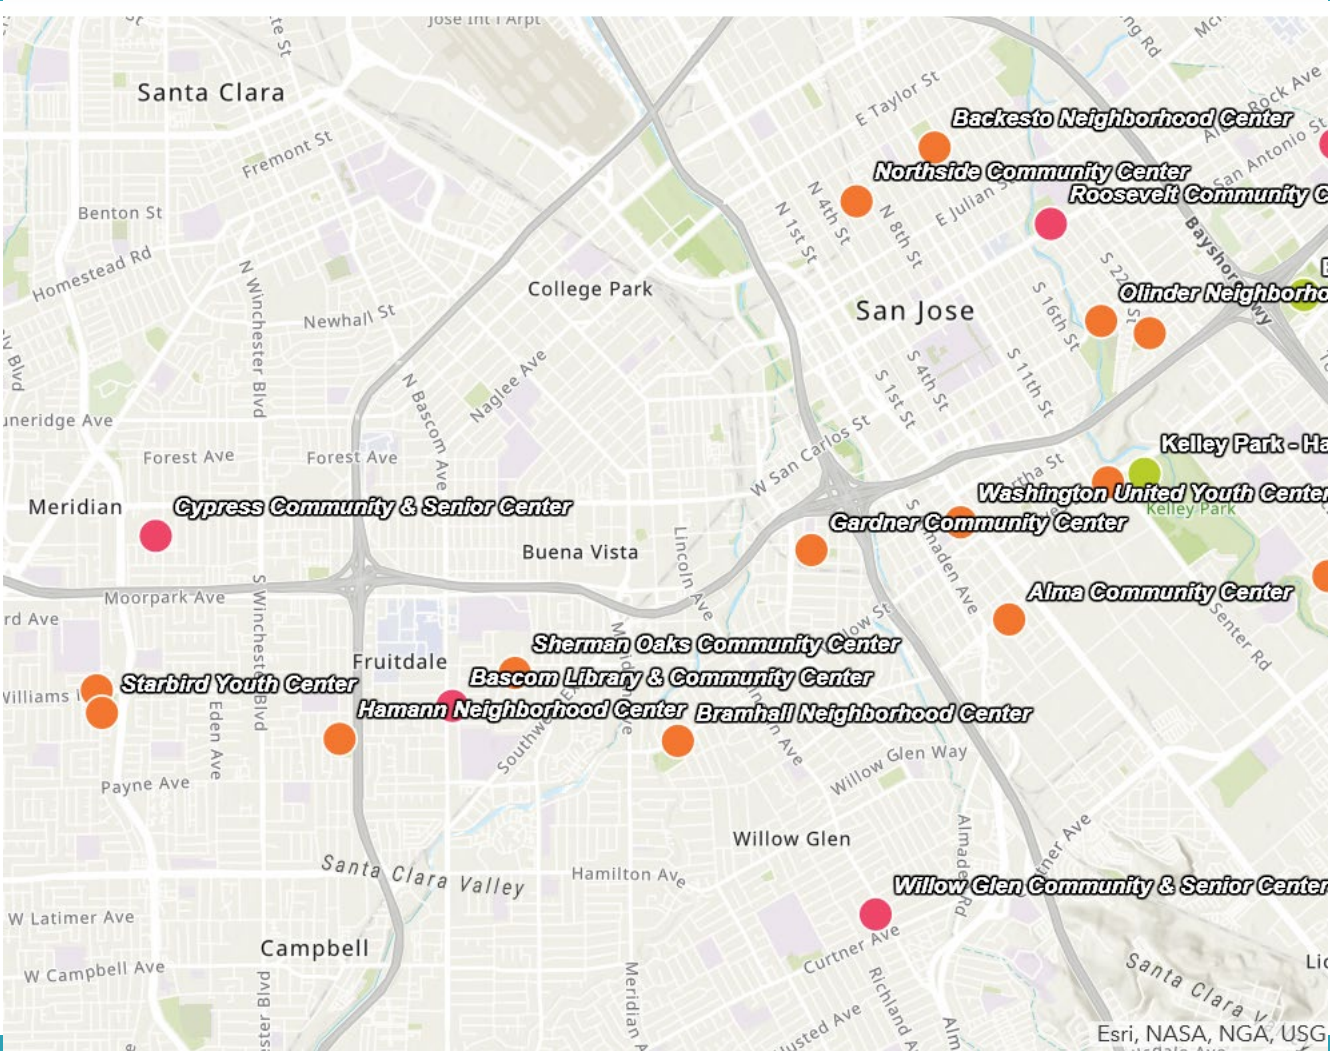 Jose Int'l Arpt
Santa Clara
E Taylor St
Backesto Neighborhood Center
Rock Ave
Fremont St
San Antonio St
Northside Community Center
Roosevelt Community C
Benton St
N 1st St
N 4th St
N 8th St
E Julian St
Homestead Rd
N Winchester Blvd
College Park
S 22nd St
Bayshore Fwy
Olinder Neighborho
S 16th St
San Jose
Newhall St
Naglee Ave
N Bascom Ave
S 1st St
S 4th St
S 11th St
Forest Ave
Forest Ave
W San Carlos St
Kelley Park - Ha
Meridian
Cypress Community & Senior Center
Washington United Youth Center
Kelley Park
Gardner Community Center
Buena Vista
Lincoln Ave
Moorpark Ave
Alma Community Center
rd Ave
S Winchester Blvd
Senter Rd
Sherman Oaks Community Center
Fruitdale
Bascom Library & Community Center
Starbird Youth Center
Hamann Neighborhood Center
Bramhall Neighborhood Center
Eden Ave
Payne Ave
Willow Glen Way
Willow Glen
Santa Clara Valley
Hamilton Ave
Willow Glen Community & Senior Center
W Latimer Ave
Campbell
Curtner Ave
W Campbell Ave
Meridian A
Richland A
Santa Clara Va
Esri, NASA, NGA, USG